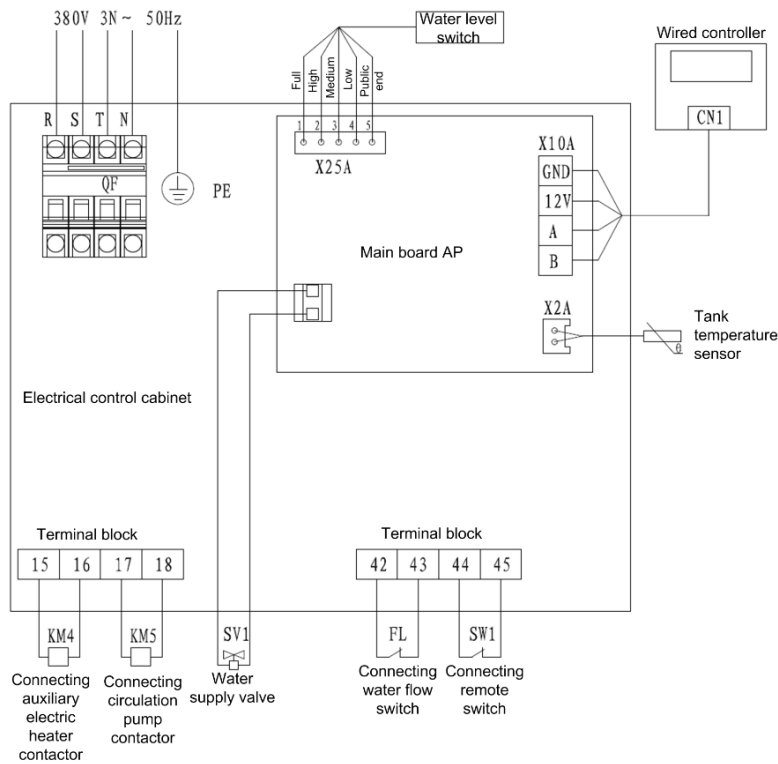 380V 3N~ 50Hz
Water level
switch
Wired controller
Full
High
Medium
Low
Public
end
CN1
R S T N
1 2 3 4 5
X25A
X10A
GND
12V
A
B
QF
PE
Main board AP
X2A
Tank
temperature
sensor
θ
Electrical control cabinet
Terminal block
15 16 17 18
Terminal block
42 43 44 45
KM4
KM5
SV1
FL
SW1
Connecting
auxiliary
electric
heater
contactor
Connecting
circulation
pump
contactor
Water
supply valve
Connecting
water flow
switch
Connecting
remote
switch